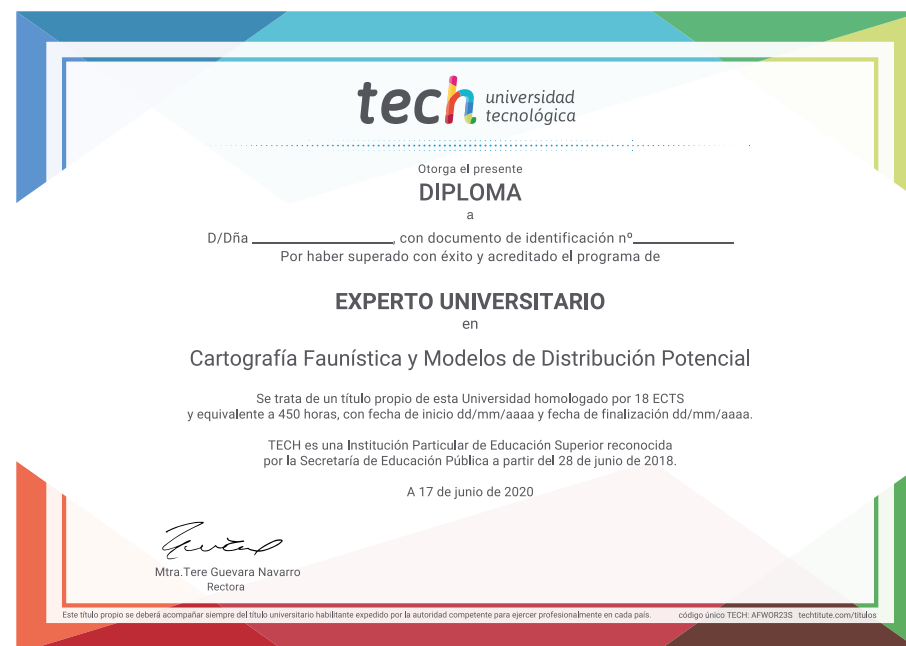 tech universidad
tecnológica
Otorga el presente
DIPLOMA
a
D/Dña ____________________, con documento de identificación nº______________
Por haber superado con éxito y acreditado el programa de
EXPERTO UNIVERSITARIO
en
Cartografía Faunística y Modelos de Distribución Potencial
Se trata de un título propio de esta Universidad homologado por 18 ECTS
y equivalente a 450 horas, con fecha de inicio dd/mm/aaaa y fecha de finalización dd/mm/aaaa.
TECH es una Institución Particular de Educación Superior reconocida
por la Secretaría de Educación Pública a partir del 28 de junio de 2018.
A 17 de junio de 2020
Mtra.Tere Guevara Navarro
Rectora
Este título propio se deberá acompañar siempre del título universitario habilitante expedido por la autoridad competente para ejercer profesionalmente en cada país. código único TECH: AFWOR23S techtitute.com/titulos